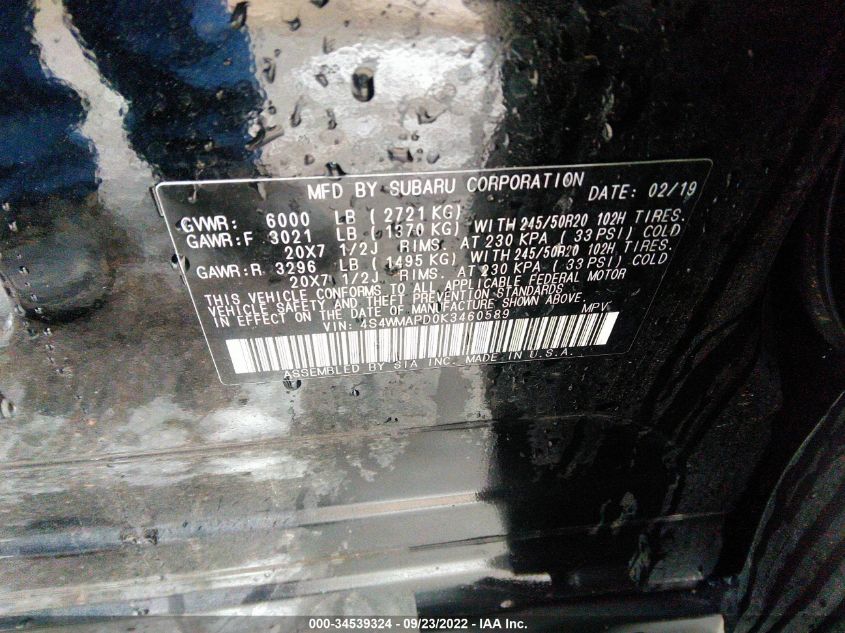 MFD BY SUBARU CORPORATION DATE: 02/19
GVWR: 6000 LB (2721 KG)
GAWR:F 3021 LB (1370 KG) WITH 245/50R20 102H TIRES.
20X7 1/2J RIMS. AT 230 KPA (33 PSI) COLD
GAWR:R 3296 LB (1495 KG) WITH 245/50R20 102H TIRES.
20X7 1/2J RIMS. AT 230 KPA (33 PSI) COLD
THIS VEHICLE CONFORMS TO ALL APPLICABLE FEDERAL MOTOR
VEHICLE SAFETY AND THEFT PREVENTION STANDARDS
IN EFFECT ON THE DATE OF MANUFACTURE SHOWN ABOVE.
VIN: 4S4WMAPD0K3460589 MPV
ASSEMBLED BY SIA INC. MADE IN U.S.A.
000-34539324 - 09/23/2022 - IAA Inc.